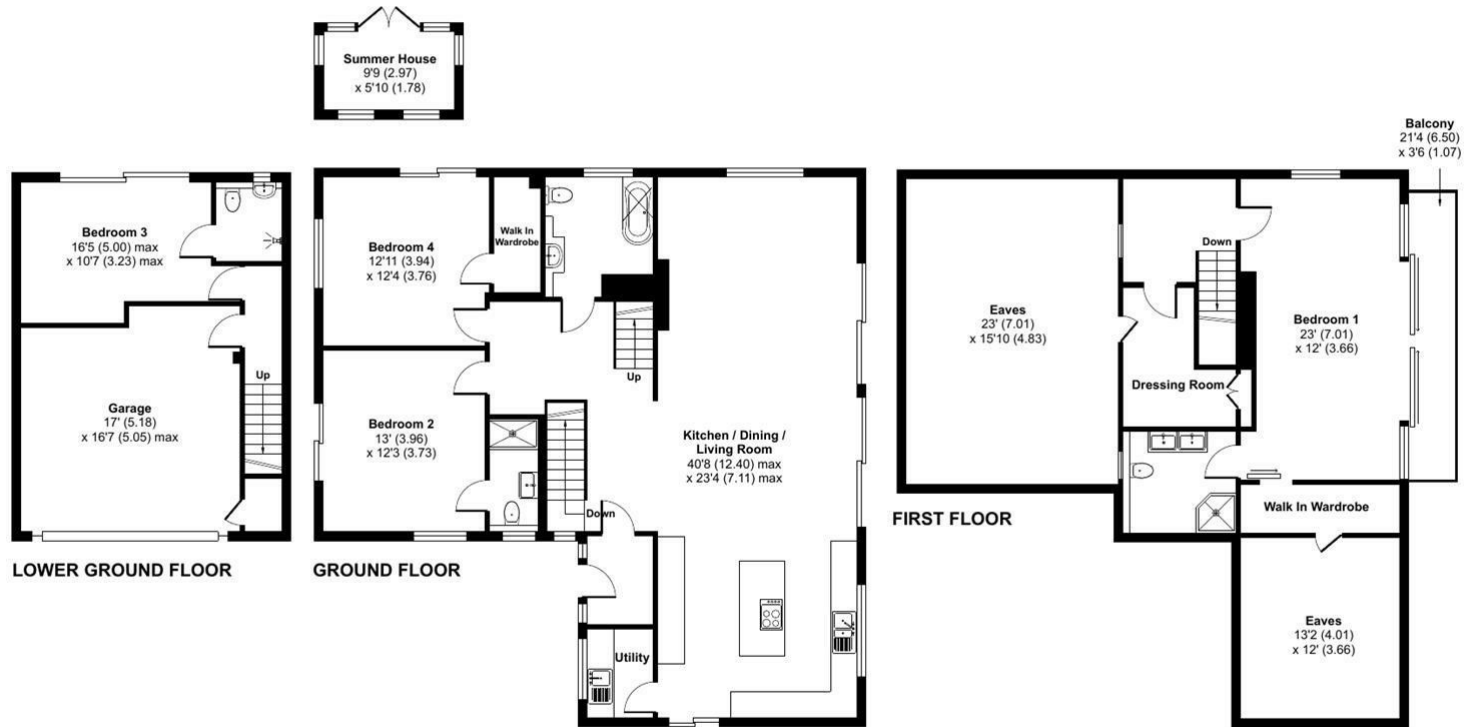 Summer House
9'9 (2.97)
x 5'10 (1.78)
Bedroom 3
16'5 (5.00) max
x 10'7 (3.23) max
Garage
17' (5.18)
x 16'7 (5.05) max
Up
LOWER GROUND FLOOR
Bedroom 4
12'11 (3.94)
x 12'4 (3.76)
Walk In
Wardrobe
Bedroom 2
13' (3.96)
x 12'3 (3.73)
Up
Down
Kitchen / Dining /
Living Room
40'8 (12.40) max
x 23'4 (7.11) max
Utility
GROUND FLOOR
Balcony
21'4 (6.50)
x 3'6 (1.07)
Eaves
23' (7.01)
x 15'10 (4.83)
Down
Bedroom 1
23' (7.01)
x 12' (3.66)
Dressing Room
Walk In Wardrobe
Eaves
13'2 (4.01)
x 12' (3.66)
FIRST FLOOR